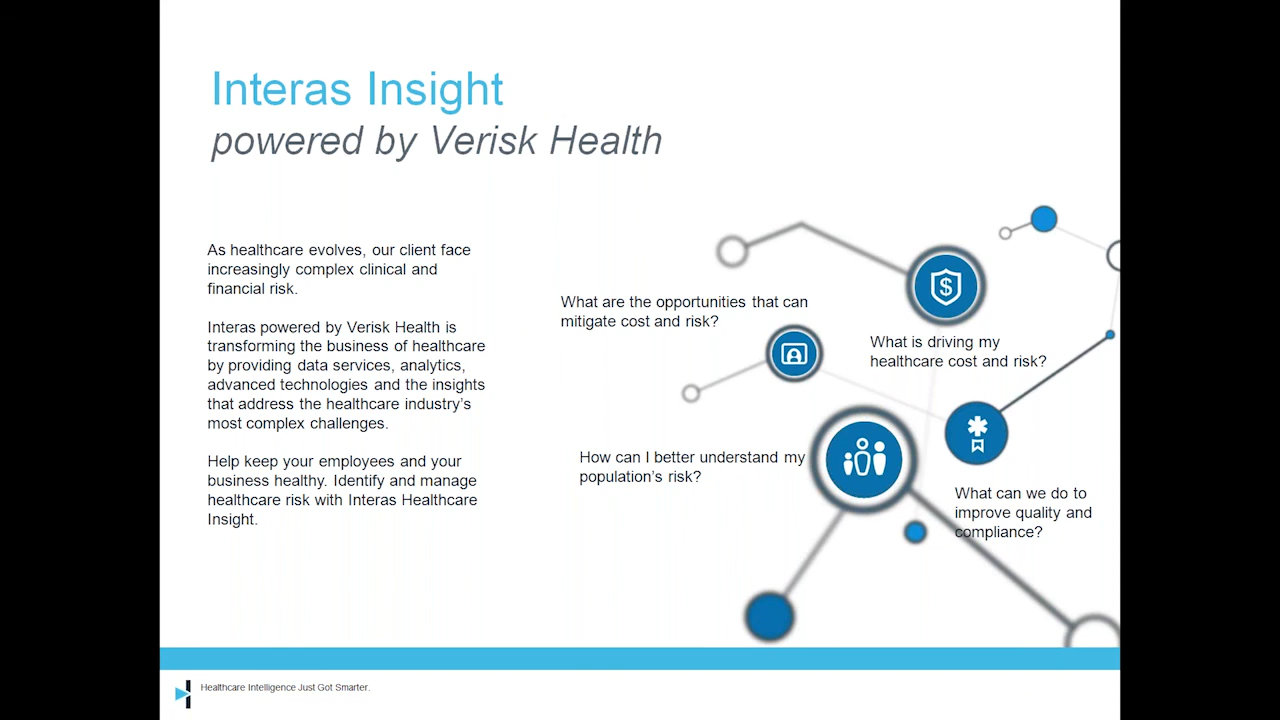 Interas Insight
powered by Verisk Health
As healthcare evolves, our client face
increasingly complex clinical and
financial risk.
Interas powered by Verisk Health is
transforming the business of healthcare
by providing data services, analytics,
advanced technologies and the insights
that address the healthcare industry's
most complex challenges.
Help keep your employees and your
business healthy. Identify and manage
healthcare risk with Interas Healthcare
Insight.
What are the opportunities that can
mitigate cost and risk?
$
What is driving my
healthcare cost and risk?
How can I better understand my
population's risk?
What can we do to
improve quality and
compliance?
Healthcare Intelligence Just Got Smarter.